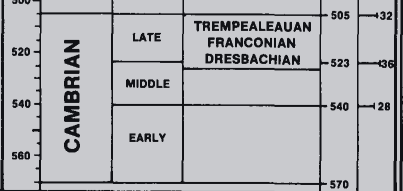 500
505
32
LATE
TREMPEALEAUAN
FRANCONIAN
DRESBACHIAN
520
523
36
CAMBRIAN
MIDDLE
540
540
28
EARLY
560
570